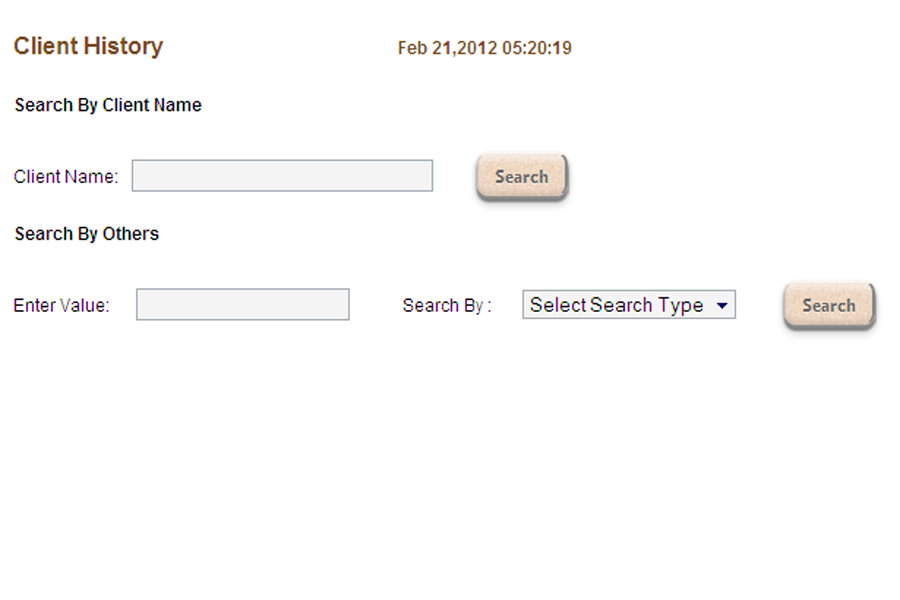 Client History Feb 21,2012 05:20:19
Search By Client Name
Client Name: Search
Search By Others
Enter Value: Search By : Select Search Type Search